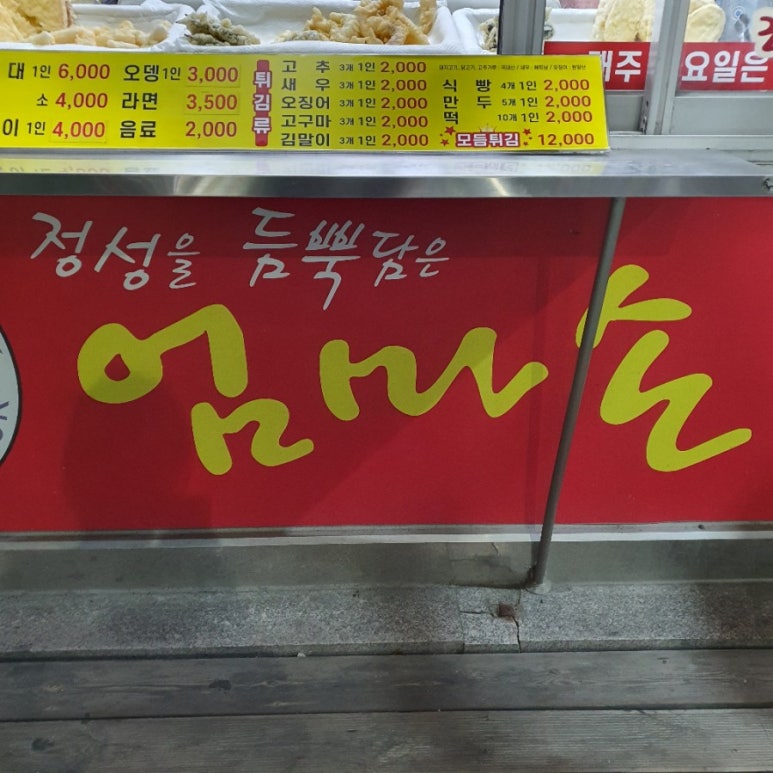 대 1인 6,000 오뎅 1인 3,000
소 4,000 라면 3,500
이 1인 4,000 음료 2,000
튀김류
고추 3개 1인 2,000
새우 3개 1인 2,000
오징어 3개 1인 2,000
고구마 3개 1인 2,000
김말이 3개 1인 2,000
식빵 4개 1인 2,000
만두 5개 1인 2,000
떡 10개 1인 2,000
모듬튀김 12,000
매주 요일은
정성을 듬뿍 담은
엄마손